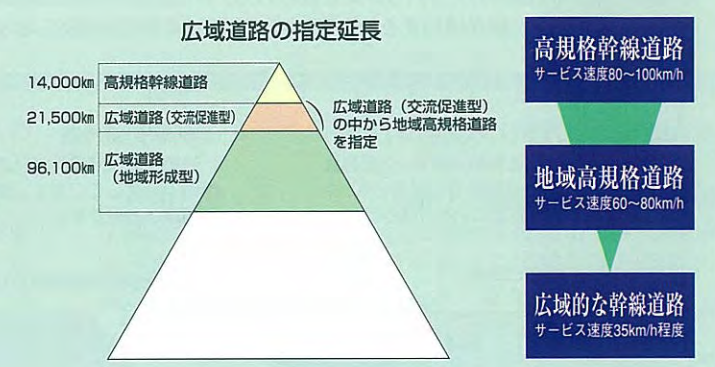 広域道路の指定延長
14,000㎞ 高規格幹線道路
21,500㎞ 広域道路(交流促進型)
96,100㎞ 広域道路
(地域形成型)
広域道路(交流促進型)
の中から地域高規格道路
を指定
高規格幹線道路
サービス速度80〜100km/h
地域高規格道路
サービス速度60〜80km/h
広域的な幹線道路
サービス速度35km/h程度